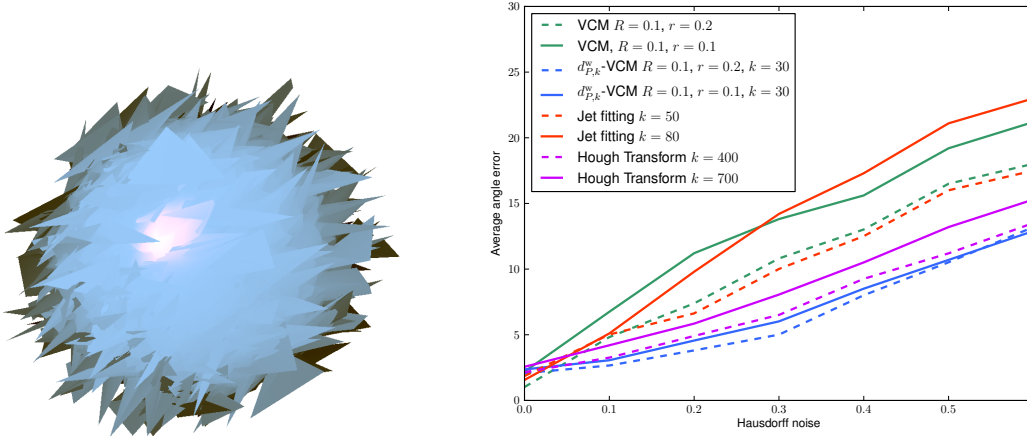 30
25
20
15
10
5
0
0.0 0.1 0.2 0.3 0.4 0.5
Average angle error
Hausdorff noise
VCM R = 0.1, r = 0.2
VCM, R = 0.1, r = 0.1
d^w_{P,k}-VCM R = 0.1, r = 0.2, k = 30
d^w_{P,k}-VCM R = 0.1, r = 0.1, k = 30
Jet fitting k = 50
Jet fitting k = 80
Hough Transform k = 400
Hough Transform k = 700